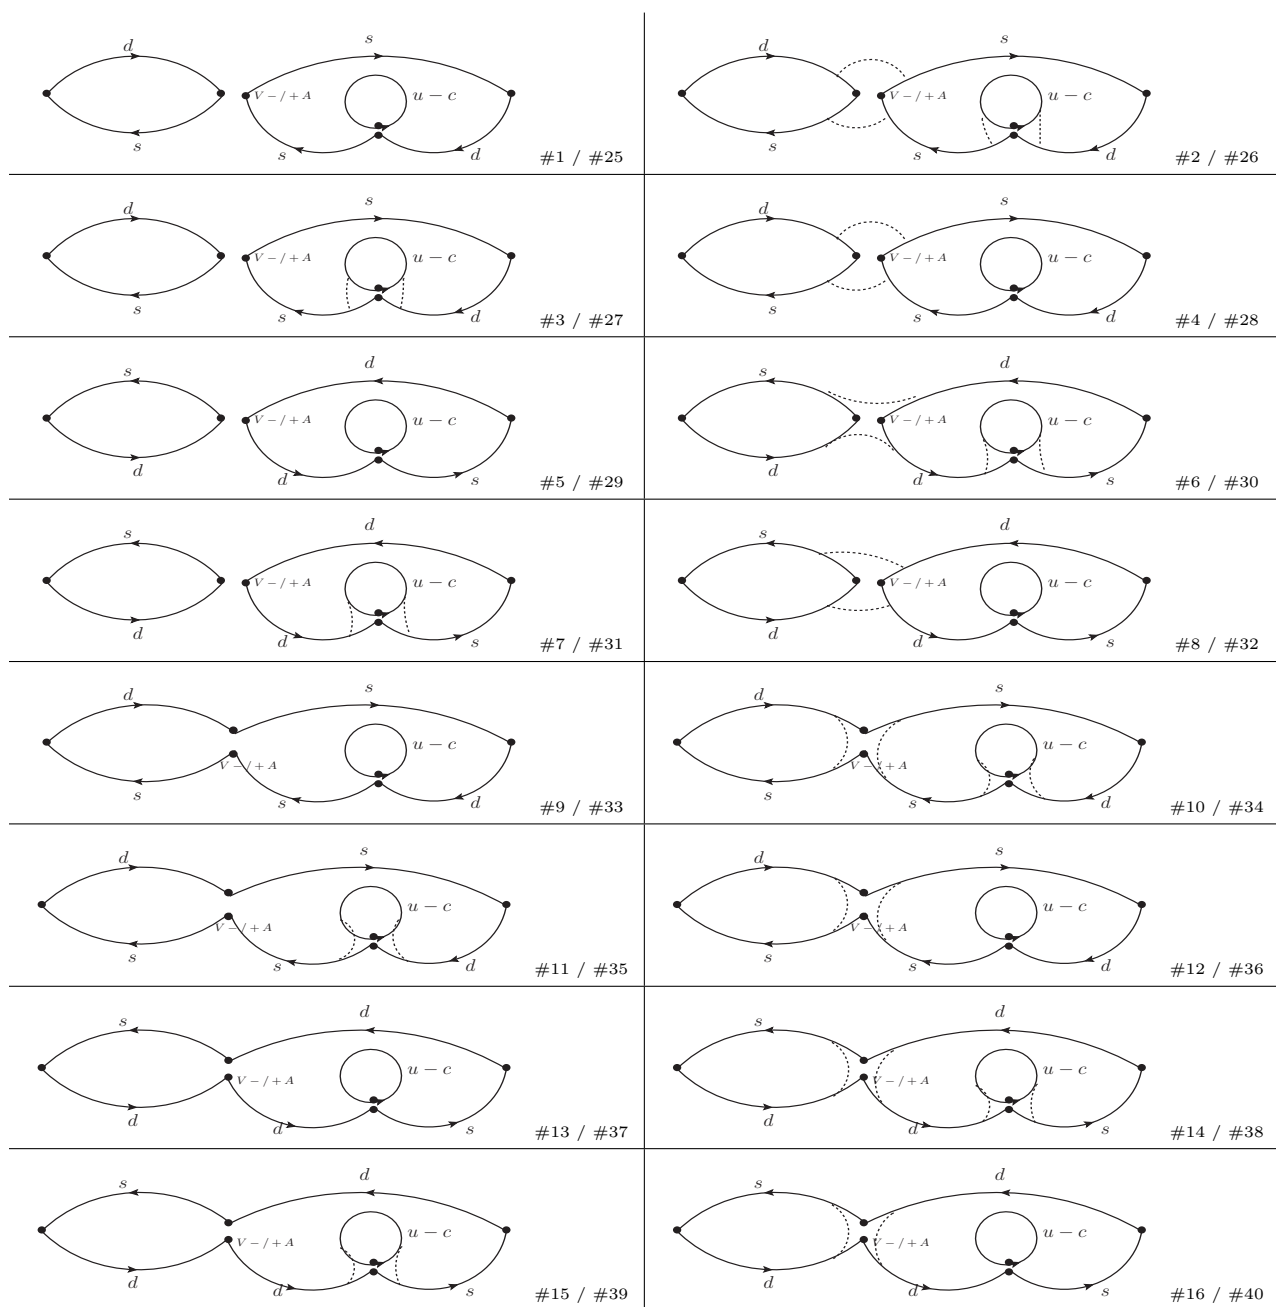 d s V − / + A s u − c s d #1 / #25
d s V − / + A s u − c s d #2 / #26
d s V − / + A s u − c s d #3 / #27
d s V − / + A s u − c s d #4 / #28
s d V − / + A d u − c d s #5 / #29
s d V − / + A d u − c d s #6 / #30
s d V − / + A d u − c d s #7 / #31
s d V − / + A d u − c d s #8 / #32
d s V − / + A s u − c s d #9 / #33
d s V − / + A s u − c s d #10 / #34
d s V − / + A s u − c s d #11 / #35
d s V − / + A s u − c s d #12 / #36
s d V − / + A d u − c d s #13 / #37
s d V − / + A d u − c d s #14 / #38
s d V − / + A d u − c d s #15 / #39
s d V − / + A d u − c d s #16 / #40